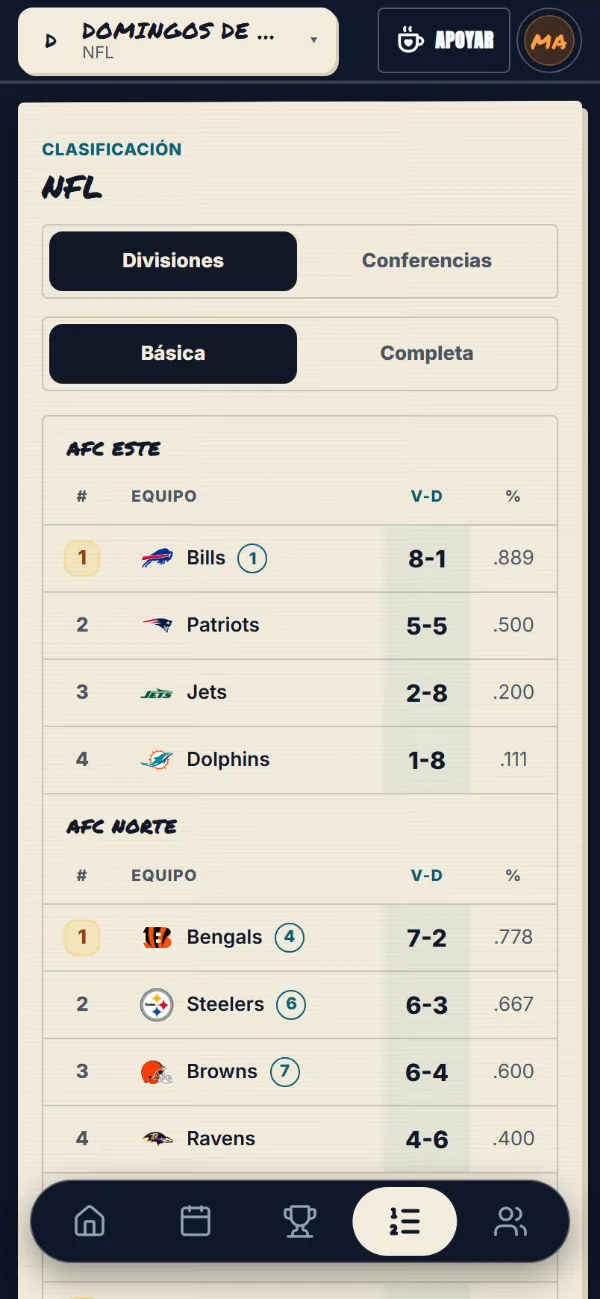 D
DOMINGOS DE ...
NFL
APOYAR
MA
CLASIFICACIÓN
NFL
Divisiones
Conferencias
Básica
Completa
AFC ESTE
# EQUIPO V-D %
1 Bills 1 8-1 .889
2 Patriots 5-5 .500
3 JETS Jets 2-8 .200
4 Dolphins 1-8 .111
AFC NORTE
# EQUIPO V-D %
1 Bengals 4 7-2 .778
2 Steelers 6 6-3 .667
3 Browns 7 6-4 .600
4 Ravens 4-6 .400
1
2